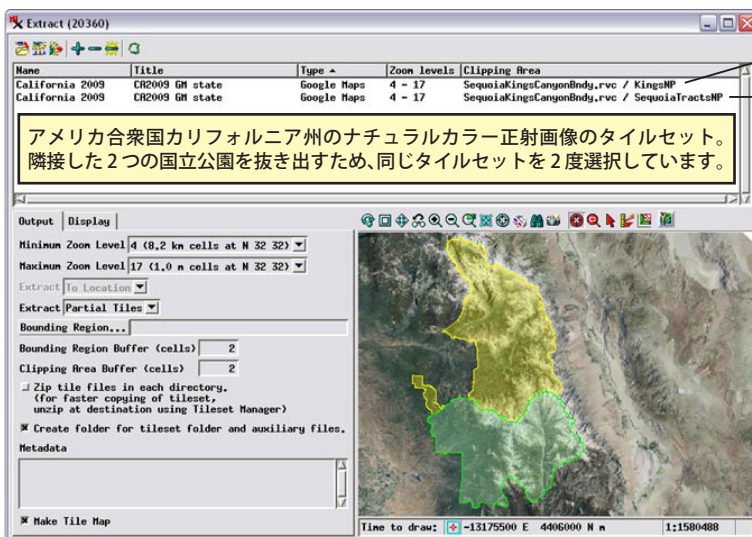 Extract (20360)
Name Title Type Zoom levels Clipping Area
California 2009 CA2009 GM state Google Maps 4 - 17 SequoiaKingsCanyonBndy.rvc / KingsNP
California 2009 CA2009 GM state Google Maps 4 - 17 SequoiaKingsCanyonBndy.rvc / SequoiaTractsNP
アメリカ合衆国カリフォルニア州のナチュラルカラー正射画像のタイルセット。
隣接した2つの国立公園を抜き出すため、同じタイルセットを2度選択しています。
Output Display
Minimum Zoom Level 4 (8.2 km cells at N 32 32)
Maximum Zoom Level 17 (1.0 m cells at N 32 32)
Extract To Location
Extract Partial Tiles
Bounding Region...
Bounding Region Buffer (cells) 2
Clipping Area Buffer (cells) 2
Zip tile files in each directory.
(for faster copying of tileset,
unzip at destination using Tileset Manager)
Create folder for tileset folder and auxiliary files.
Metadata
Make Tile Map
Time to draw: -13175500 E 4406000 N m 1:1580488